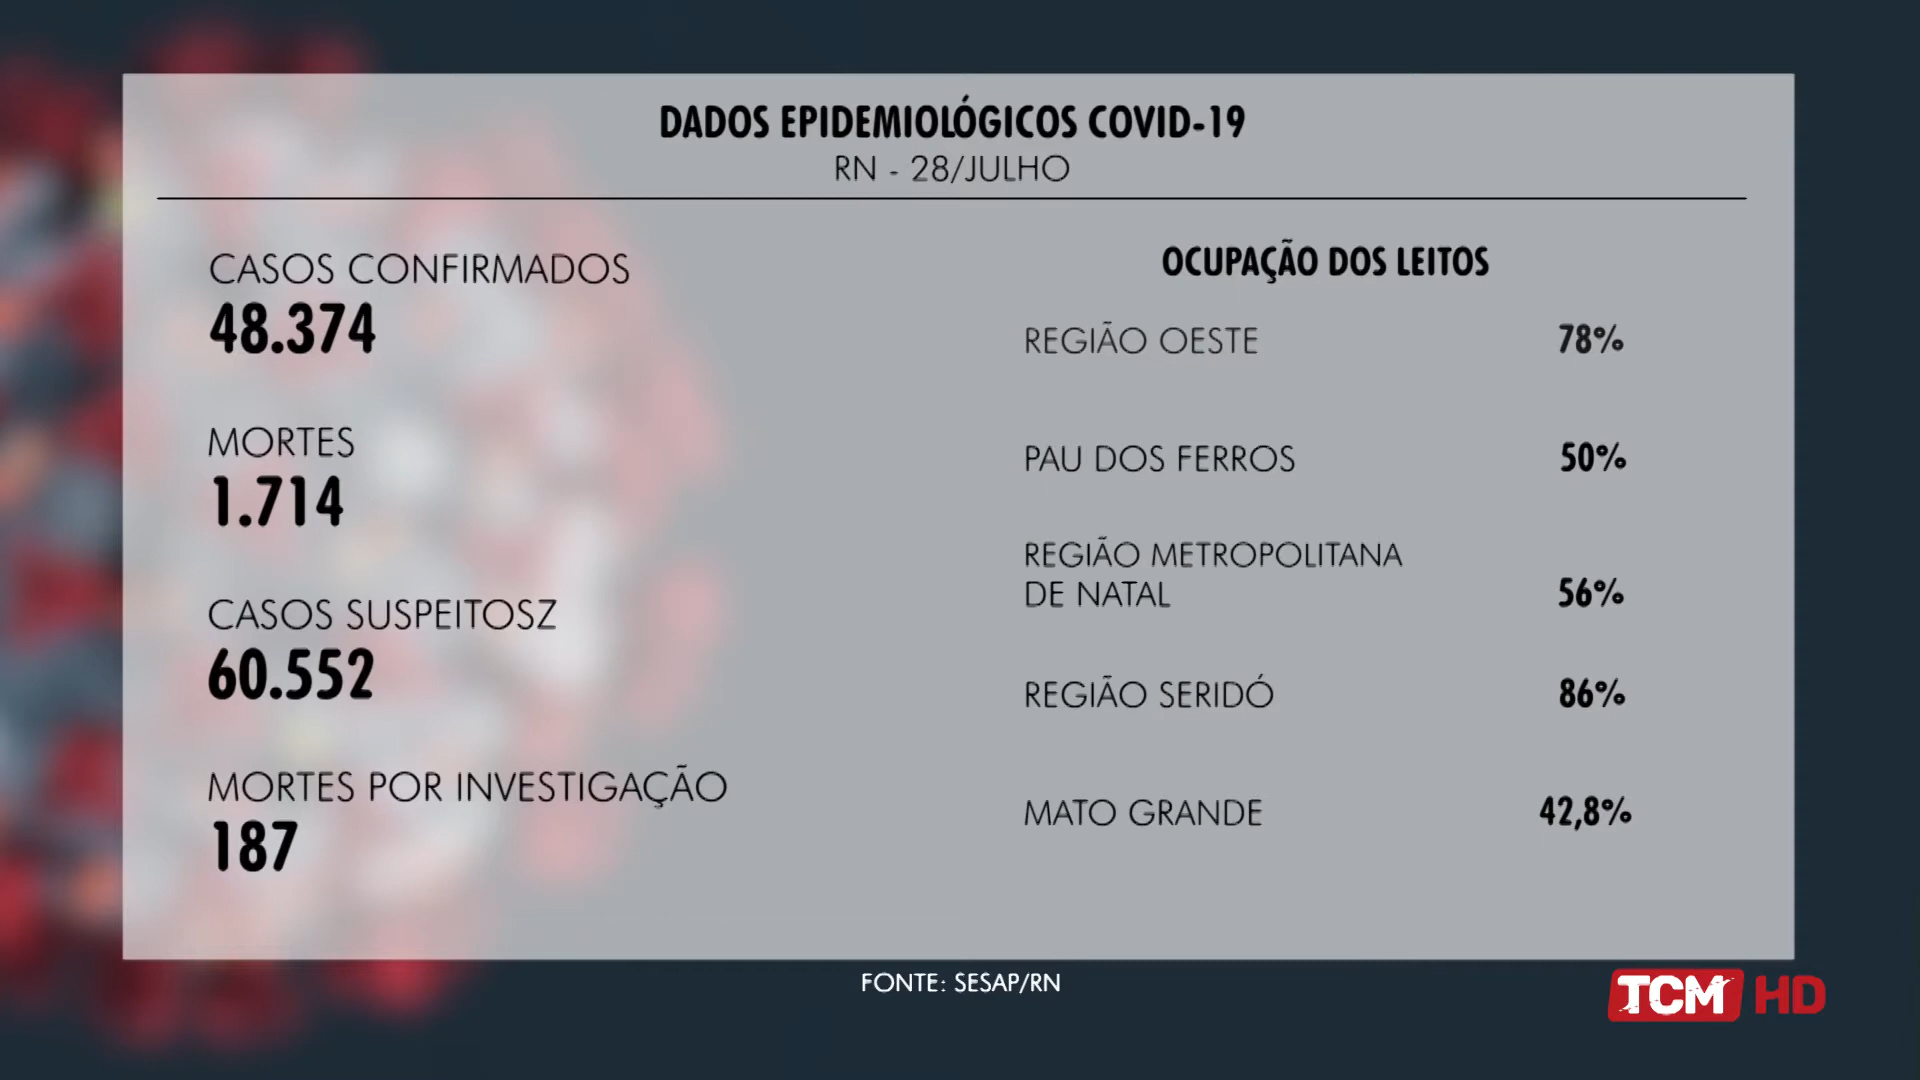 DADOS EPIDEMIOLÓGICOS COVID-19
RN - 28/JULHO
CASOS CONFIRMADOS
48.374
MORTES
1.714
CASOS SUSPEITOSZ
60.552
MORTES POR INVESTIGAÇÃO
187
OCUPAÇÃO DOS LEITOS
REGIÃO OESTE 78%
PAU DOS FERROS 50%
REGIÃO METROPOLITANA
DE NATAL 56%
REGIÃO SERIDÓ 86%
MATO GRANDE 42,8%
FONTE: SESAP/RN
TCM HD